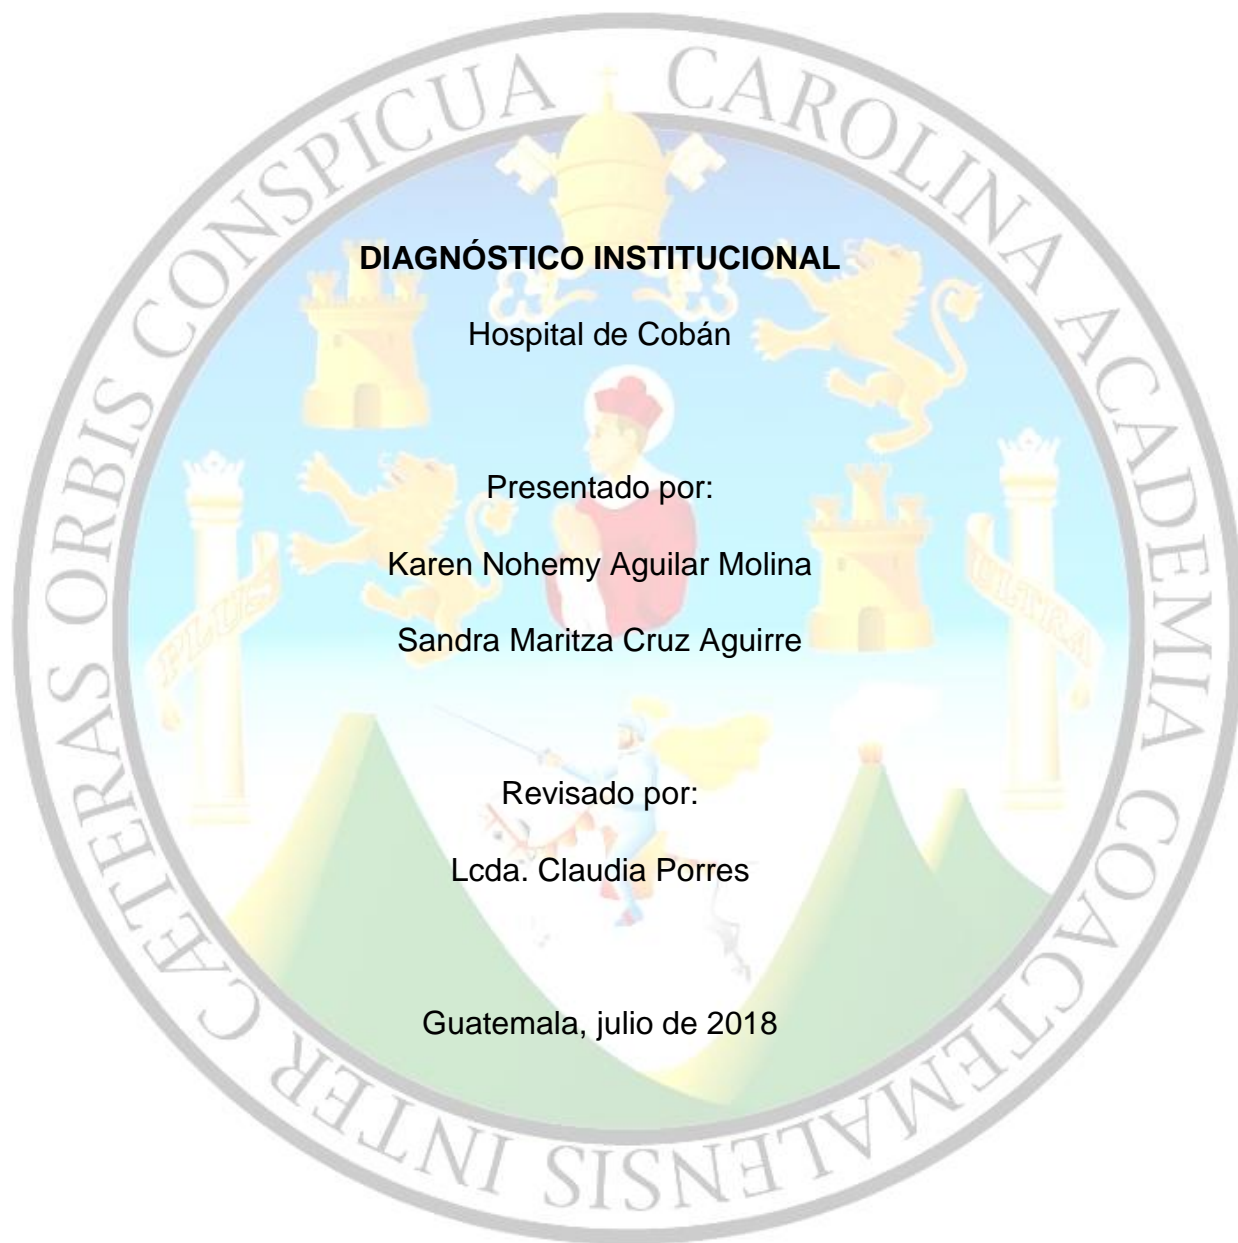 CAROLINA ACADEMIA COACTEMALENSIS INTER CÆTERAS ORBIS CONSPICUA
DIAGNÓSTICO INSTITUCIONAL
Hospital de Cobán
Presentado por:
Karen Nohemy Aguilar Molina
Sandra Maritza Cruz Aguirre
PLUS
ULTRA
Revisado por:
Lcda. Claudia Porres
Guatemala, julio de 2018